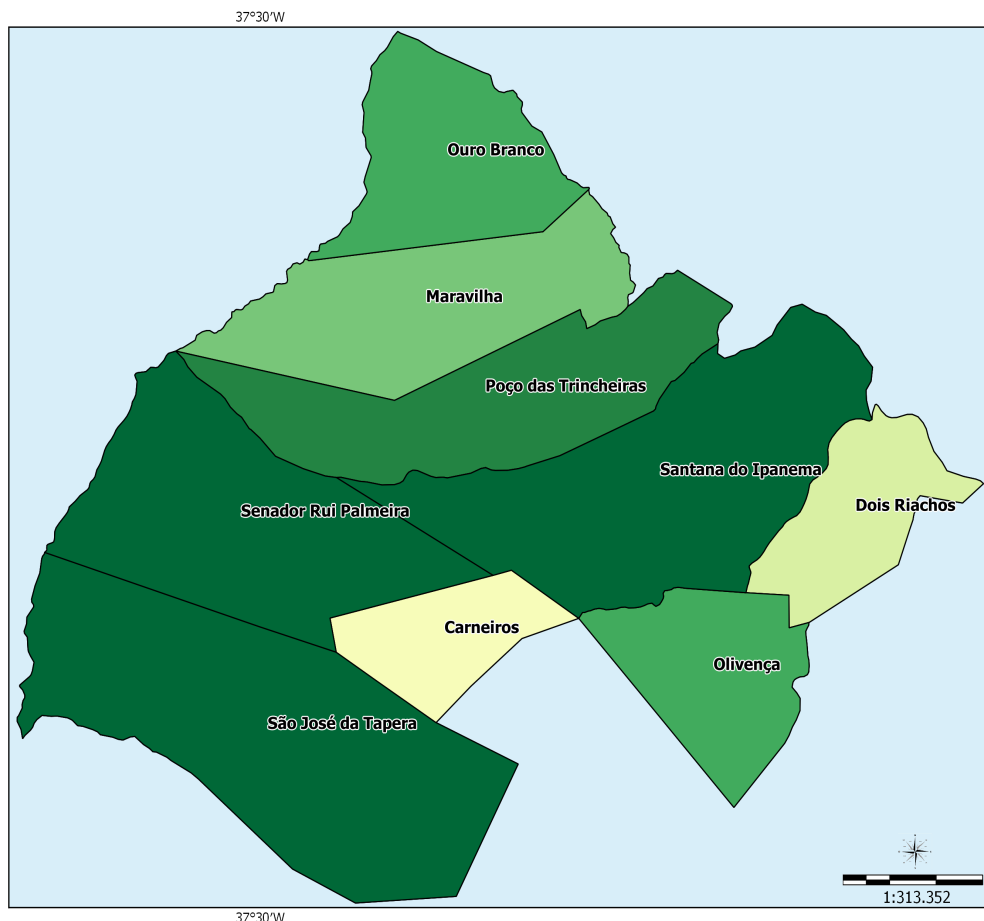 37°30'W
Ouro Branco
Maravilha
Poço das Trincheiras
Santana do Ipanema
Dois Riachos
Senador Rui Palmeira
Carneiros
Olivença
São José da Tapera
1:313.352
37°30'W